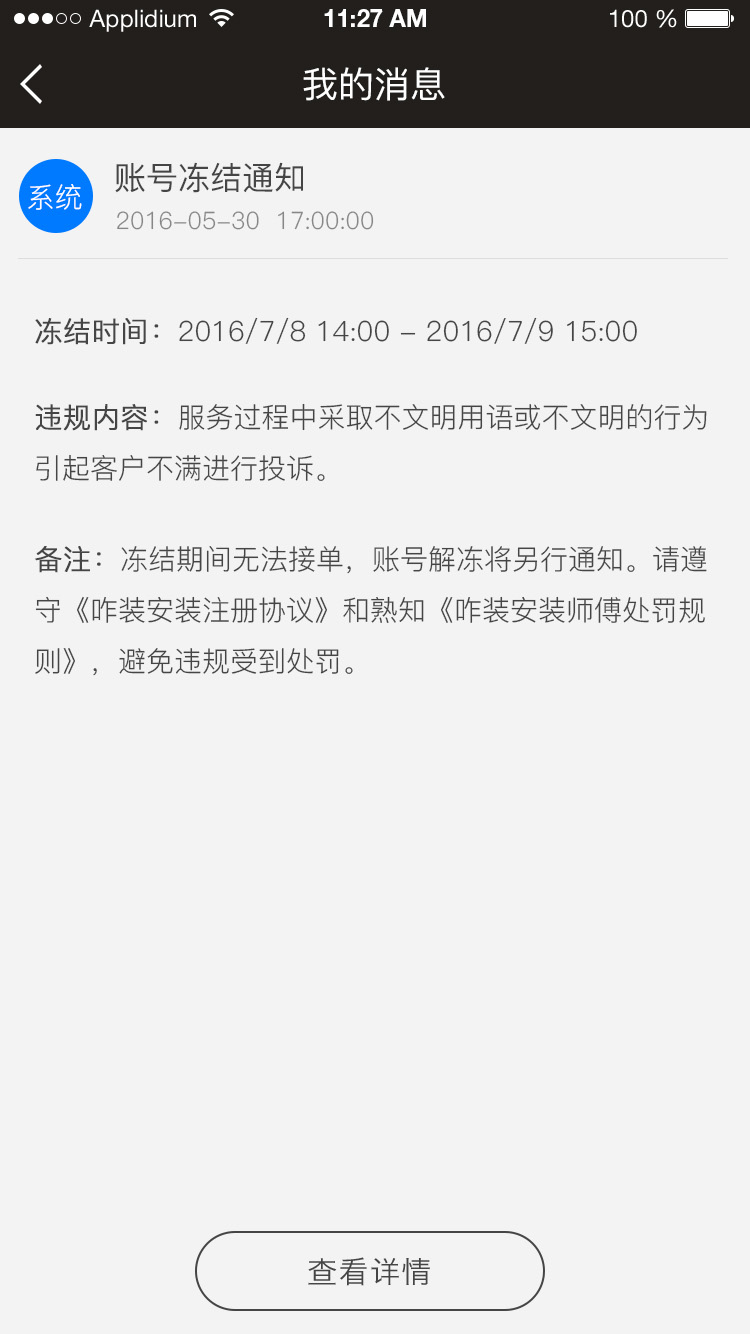 Applidium 11:27 AM 100 %
我的消息
系统
账号冻结通知
2016-05-30 17:00:00
冻结时间：2016/7/8 14:00 – 2016/7/9 15:00
违规内容：服务过程中采取不文明用语或不文明的行为
引起客户不满进行投诉。
备注：冻结期间无法接单，账号解冻将另行通知。请遵
守《咋装安装注册协议》和熟知《咋装安装师傅处罚规
则》，避免违规受到处罚。
查看详情